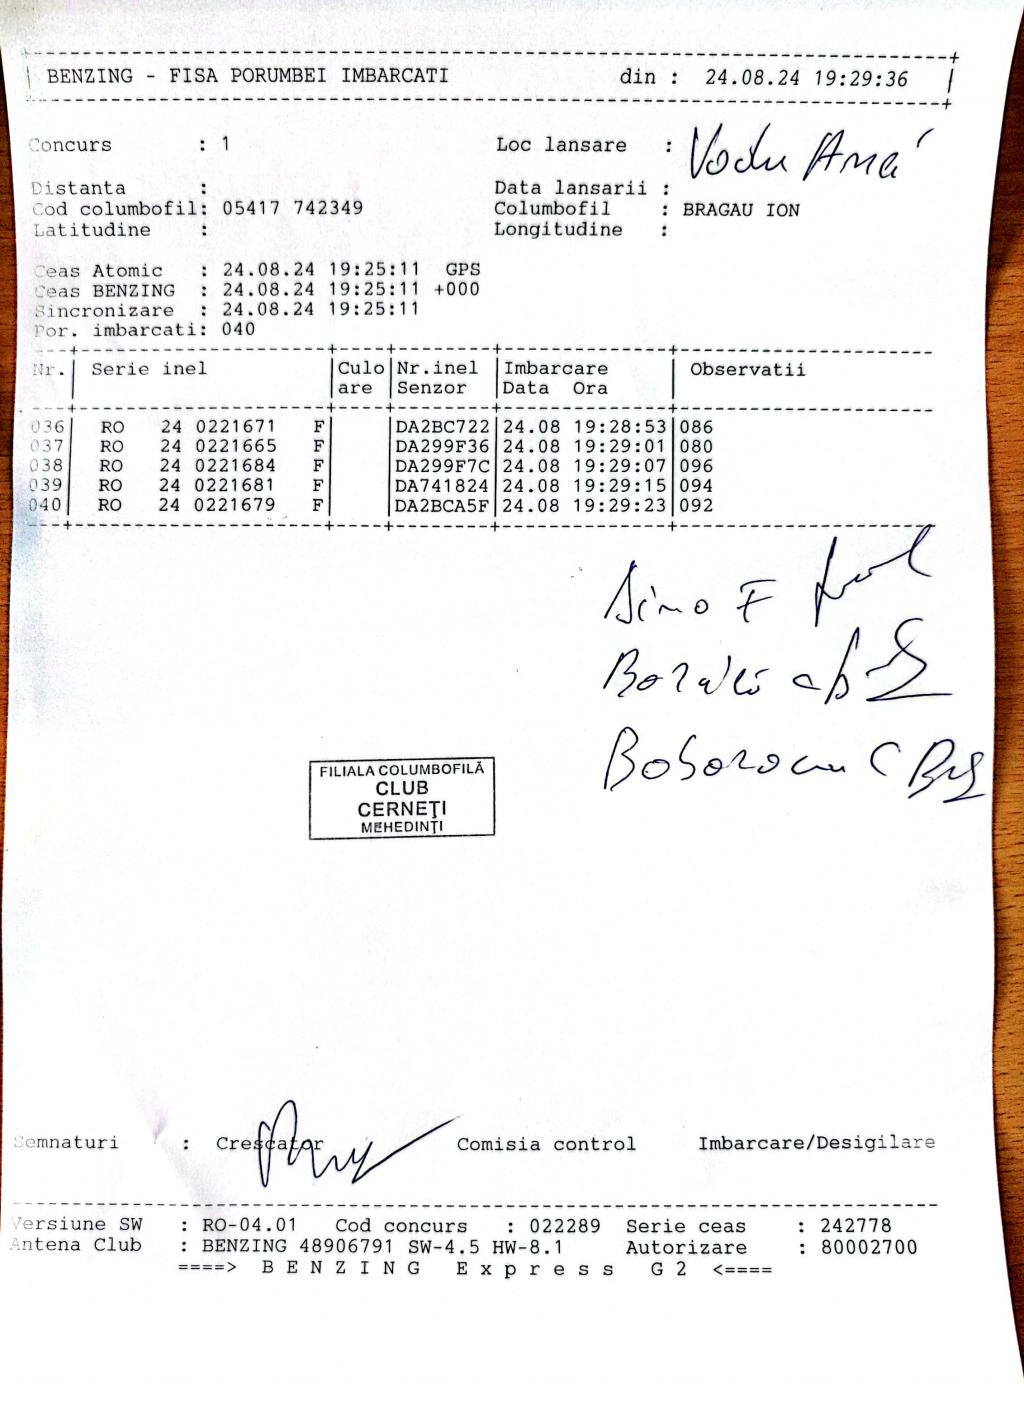 BENZING - FISA PORUMBEI IMBARCATI din : 24.08.24 19:29:36
Concurs : 1 Loc lansare : Vodu
Distanta : Data lansarii :
Cod columbofil: 05417 742349 Columbofil : BRAGAU ION
Latitudine : Longitudine :
Ceas Atomic : 24.08.24 19:25:11 GPS
Ceas BENZING : 24.08.24 19:25:11 +000
Sincronizare : 24.08.24 19:25:11
Por. imbarcati: 040
Nr. Serie inel Culo Nr.inel Imbarcare Observatii
are Senzor Data Ora
036 RO 24 0221671 F DA2BC722 24.08 19:28:53 086
037 RO 24 0221665 F DA299F36 24.08 19:29:01 080
038 RO 24 0221684 F DA299F7C 24.08 19:29:07 096
039 RO 24 0221681 F DA741824 24.08 19:29:15 094
040 RO 24 0221679 F DA2BCA5F 24.08 19:29:23 092
F
C
FILIALA COLUMBOFILĂ
CLUB
CERNEŢI
MEHEDINŢI
Semnaturi : Crescator Comisia control Imbarcare/Desigilare
Versiune SW : RO-04.01 Cod concurs : 022289 Serie ceas : 242778
Antena Club : BENZING 48906791 SW-4.5 HW-8.1 Autorizare : 80002700
====> B E N Z I N G E x p r e s s G 2 <====